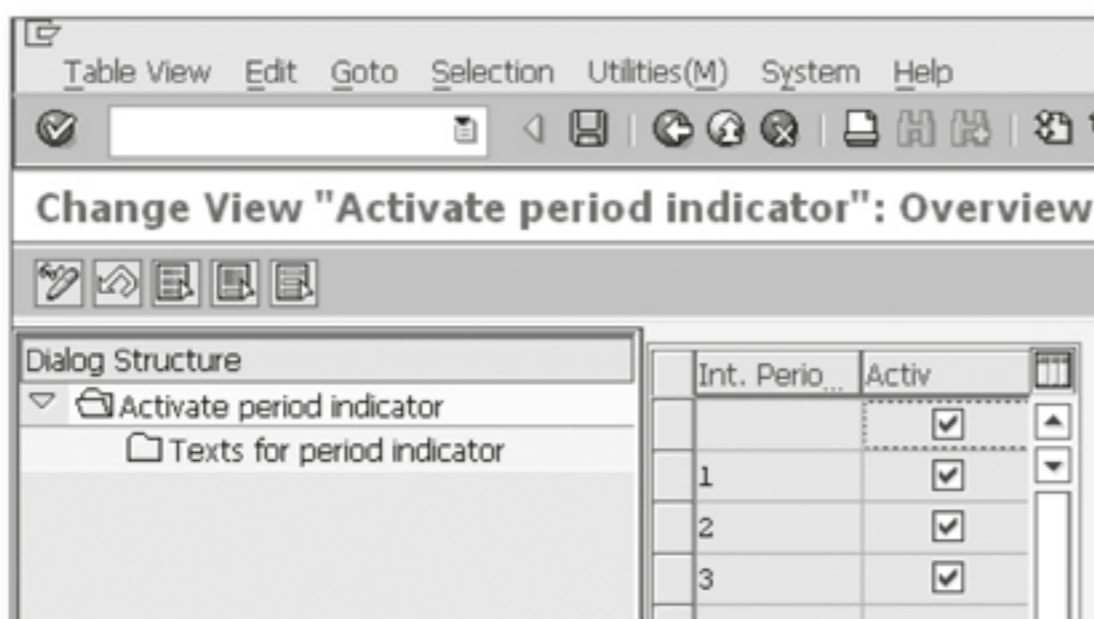 Table View Edit Goto Selection Utilities(M) System Help
Change View "Activate period indicator": Overview
Dialog Structure
Activate period indicator
Texts for period indicator
Int. Perio... Activ
1
2
3